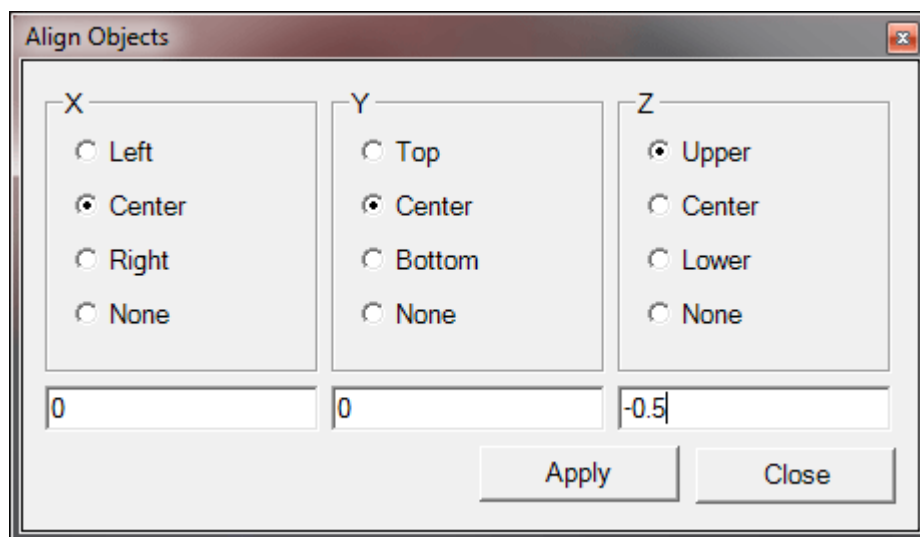 Align Objects
X Y Z
Left Top Upper
Center Center Center
Right Bottom Lower
None None None
0 0 -0.5
Apply Close